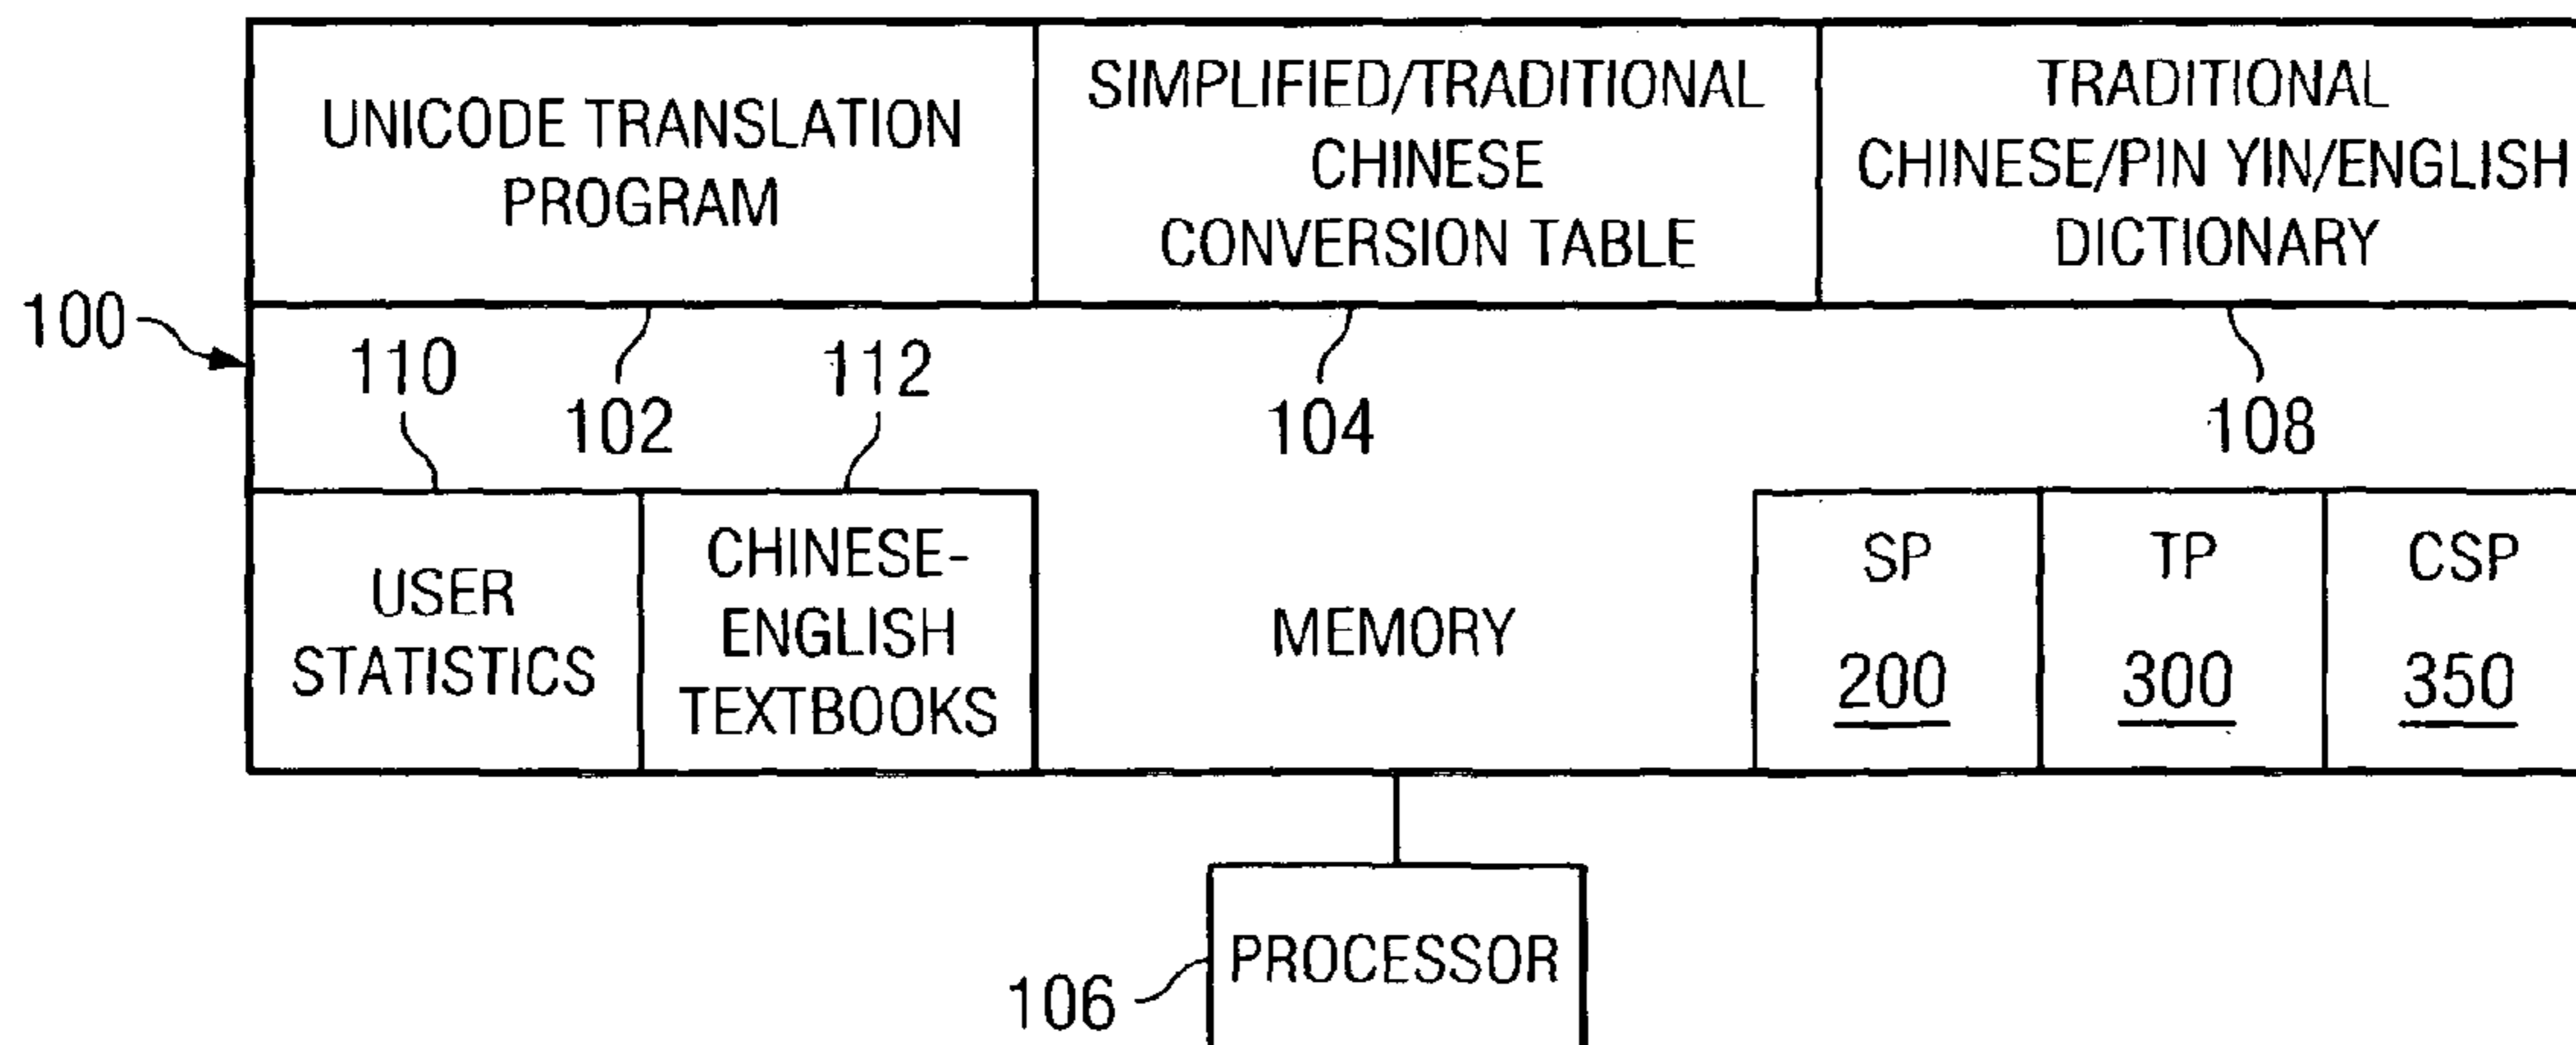 UNICODE TRANSLATION
PROGRAM
SIMPLIFIED/TRADITIONAL
CHINESE
CONVERSION TABLE
TRADITIONAL
CHINESE/PIN YIN/ENGLISH
DICTIONARY
100
110
102
112
104
108
USER
STATISTICS
CHINESE-
ENGLISH
TEXTBOOKS
MEMORY
SP
200
TP
300
CSP
350
106
PROCESSOR